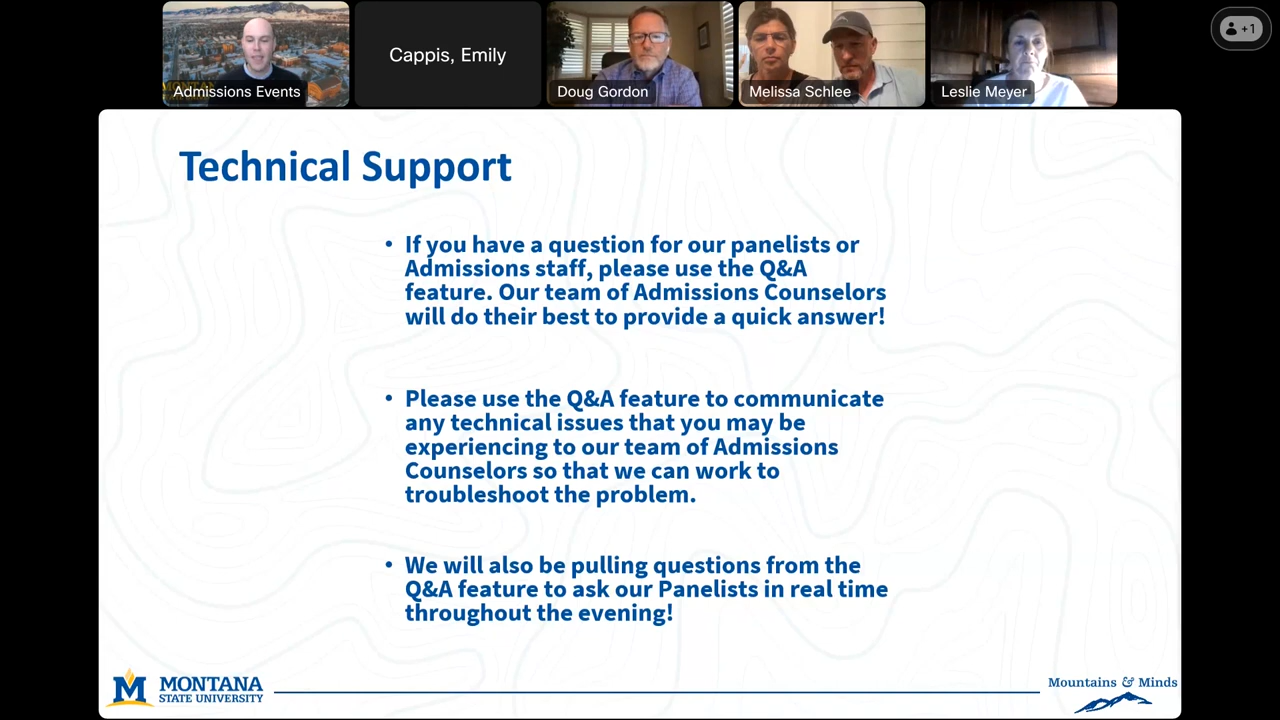 Cappis, Emily
Admissions Events
Doug Gordon
Melissa Schlee
Leslie Meyer
+1
Technical Support
• If you have a question for our panelists or
Admissions staff, please use the Q&A
feature. Our team of Admissions Counselors
will do their best to provide a quick answer!
• Please use the Q&A feature to communicate
any technical issues that you may be
experiencing to our team of Admissions
Counselors so that we can work to
troubleshoot the problem.
• We will also be pulling questions from the
Q&A feature to ask our Panelists in real time
throughout the evening!
M MONTANA
STATE UNIVERSITY
Mountains & Minds